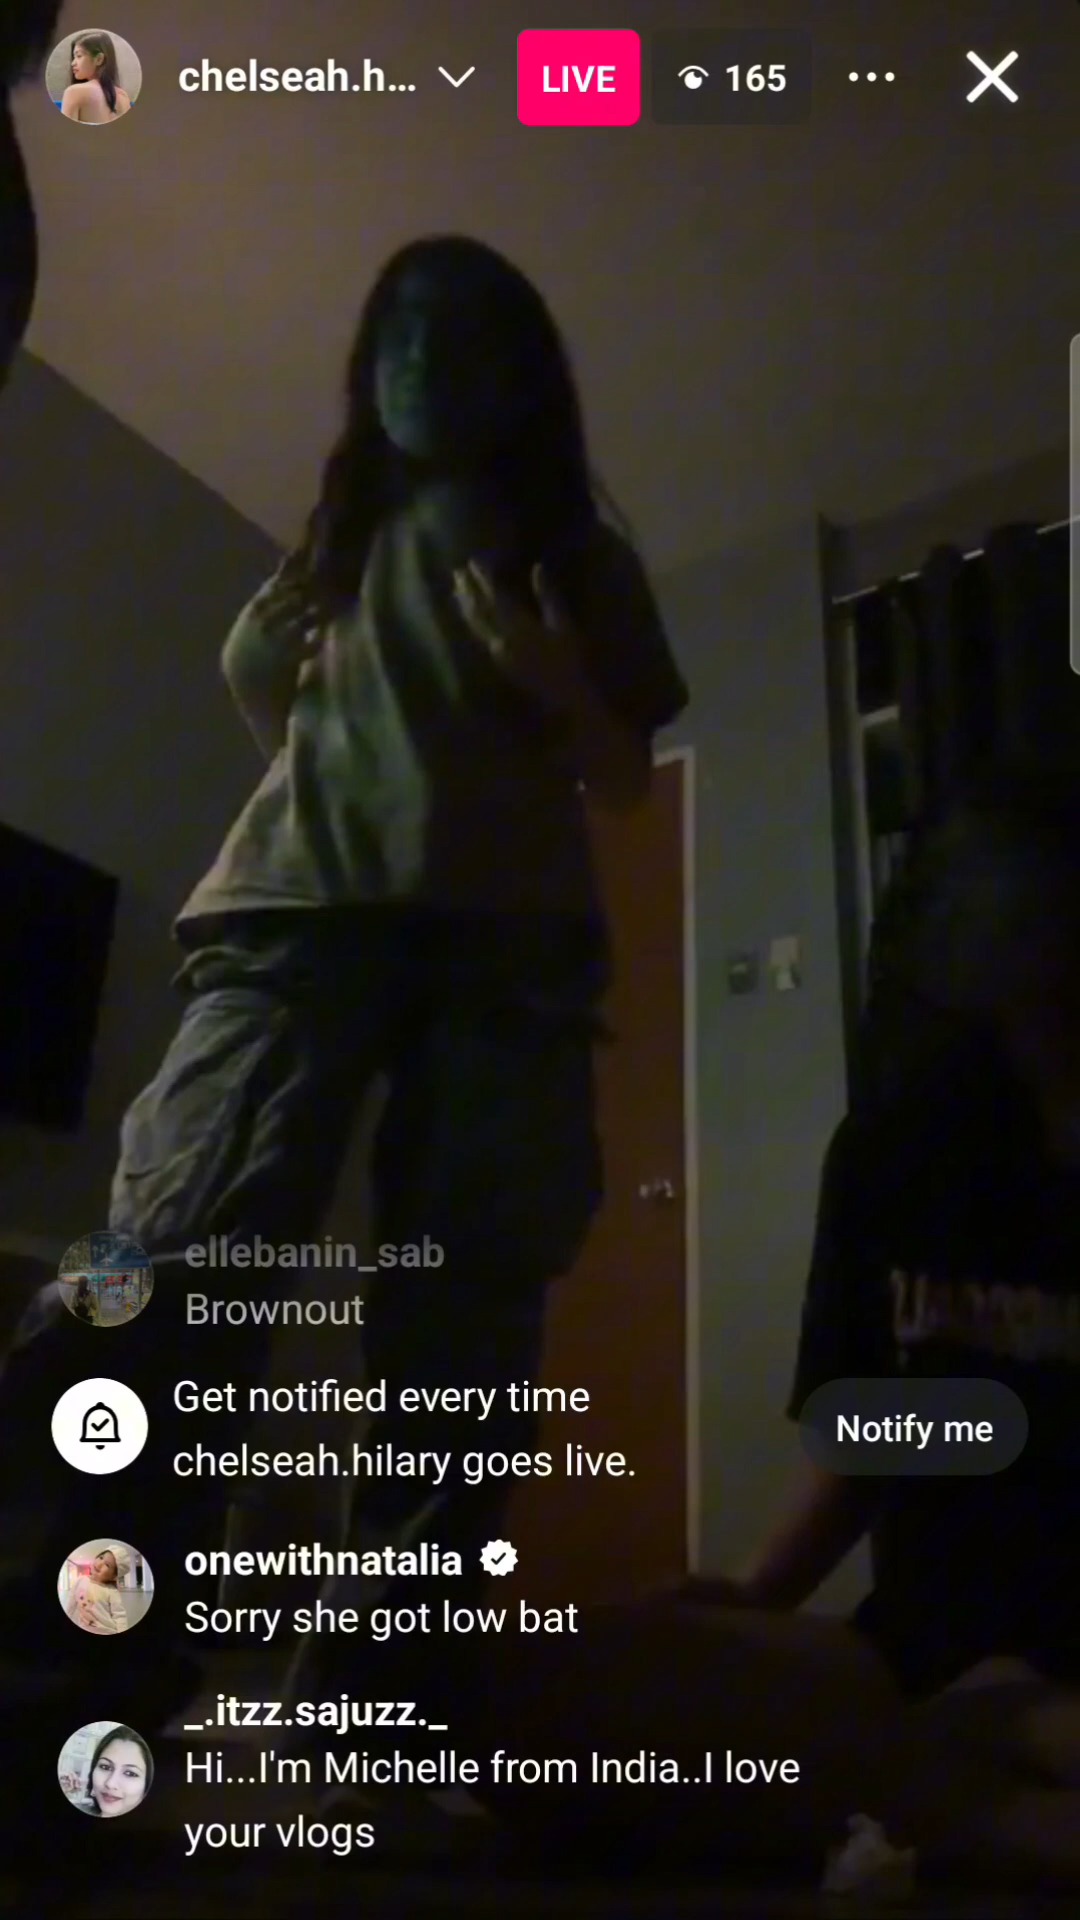 chelseah.h...
LIVE
165
ellebanin_sab
Brownout
Get notified every time
chelseah.hilary goes live.
Notify me
onewithnatalia
Sorry she got low bat
_.itzz.sajuzz._
Hi...I'm Michelle from India..I love
your vlogs